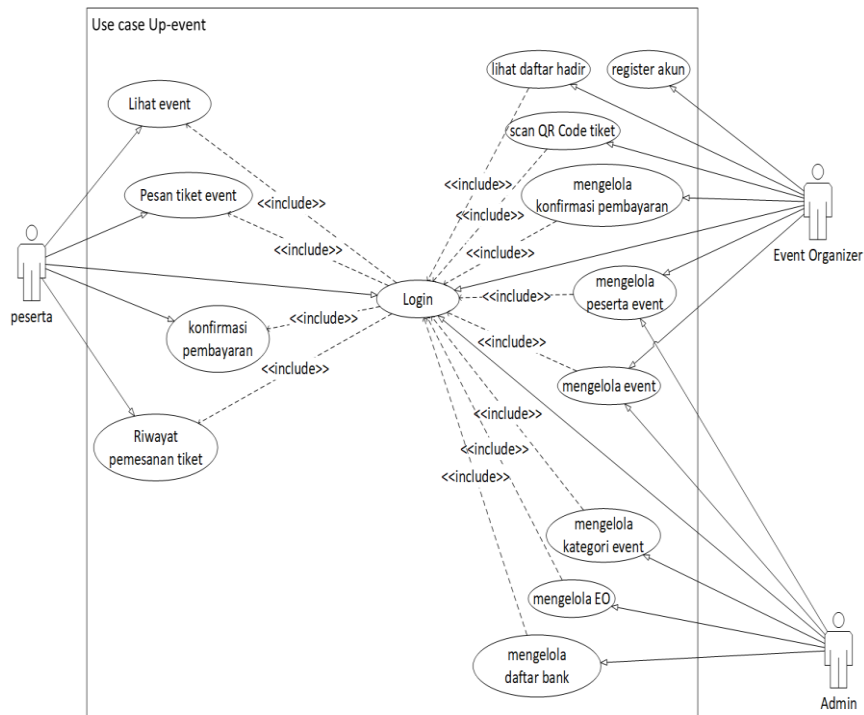 Use case Up-event
lihat daftar hadir
register akun
Lihat event
scan QR Code tiket
<<include>>
mengelola
konfirmasi pembayaran
Pesan tiket event
<<include>>
<<include>>
<<include>>
<<include>>
Event Organizer
peserta
Login
mengelola
peserta event
<<include>>
konfirmasi
pembayaran
<<include>>
<<include>>
<<include>>
mengelola event
<<include>>
Riwayat
pemesanan tiket
<<include>>
<<include>>
mengelola
kategori event
mengelola EO
mengelola
daftar bank
Admin